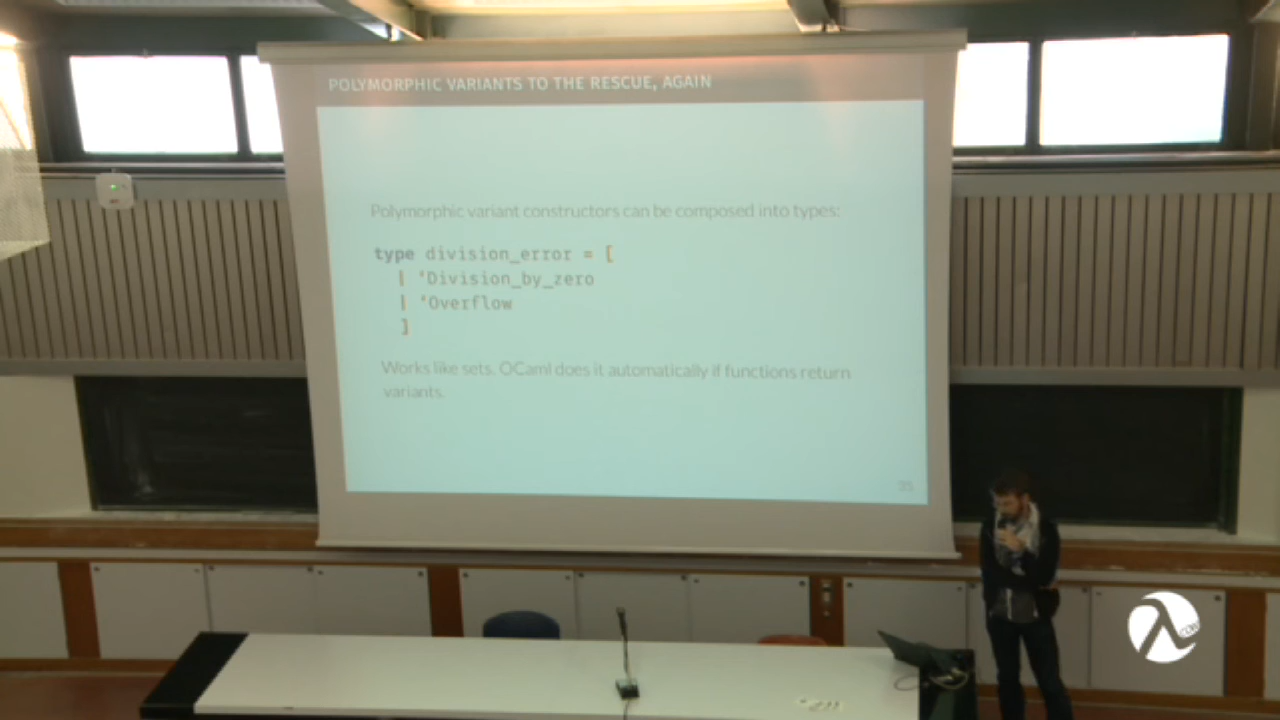 POLYMORPHIC VARIANTS TO THE RESCUE, AGAIN
Polymorphic variant constructors can be composed into types:
type division_error = [
| 'Division_by_zero
| 'Overflow
]
Works like sets. OCaml does it automatically if functions return
variants.
λCON